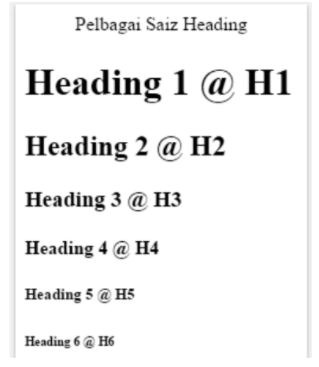 Pelbagai Saiz Heading
Heading 1 @ H1
Heading 2 @ H2
Heading 3 @ H3
Heading 4 @ H4
Heading 5 @ H5
Heading 6 @ H6